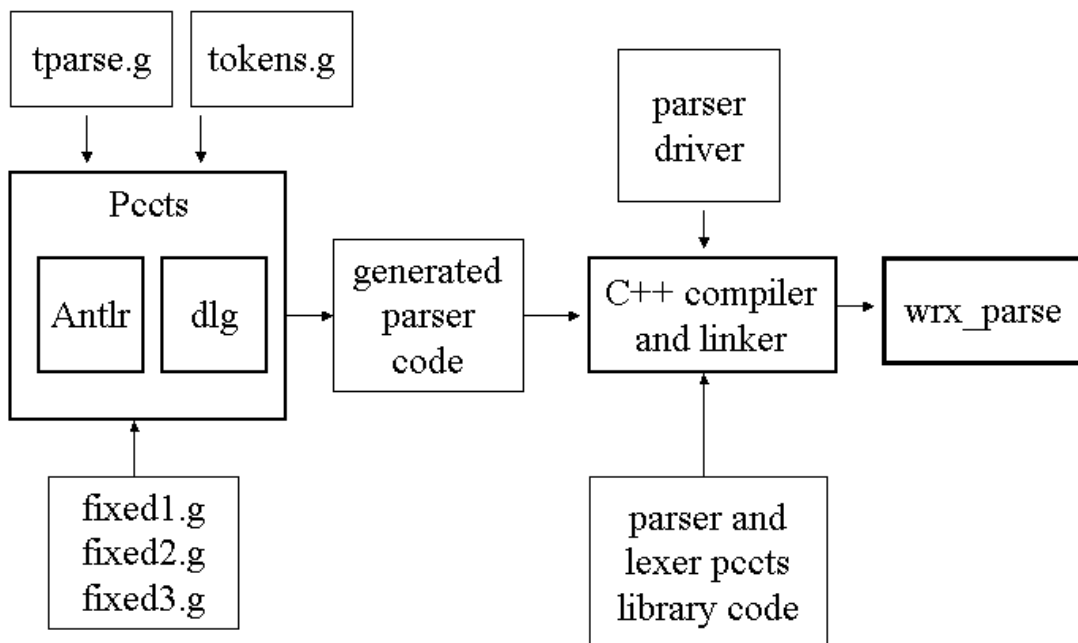 tparse.g
tokens.g
parser
driver
Pccts
Antlr
dlg
generated
parser
code
C++ compiler
and linker
wrx_parse
fixed1.g
fixed2.g
fixed3.g
parser and
lexer pccts
library code